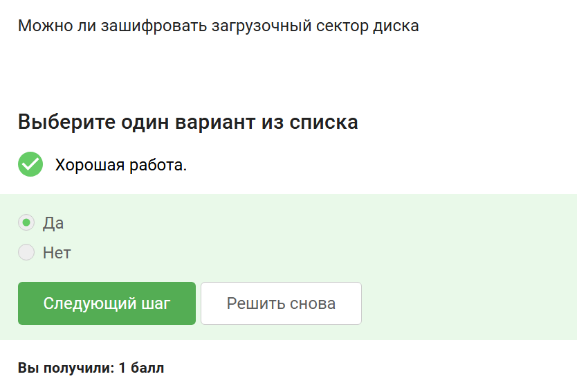 Можно ли зашифровать загрузочный сектор диска
Выберите один вариант из списка
Хорошая работа.
Да
Нет
Следующий шаг
Решить снова
Вы получили: 1 балл